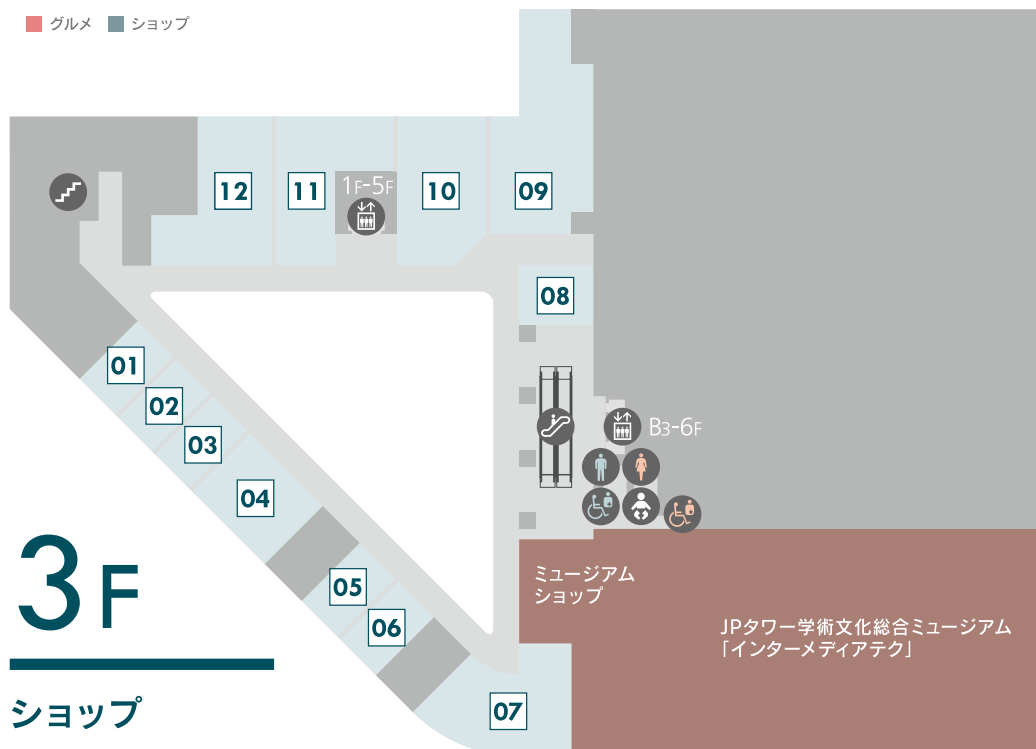 グルメ ショップ
12 11 1F-5F 10 09
08
01
02
03
04
B3-6F
05
06
07
ミュージアム
ショップ
JPタワー学術文化総合ミュージアム
「インターメディアテク」
3F
ショップ